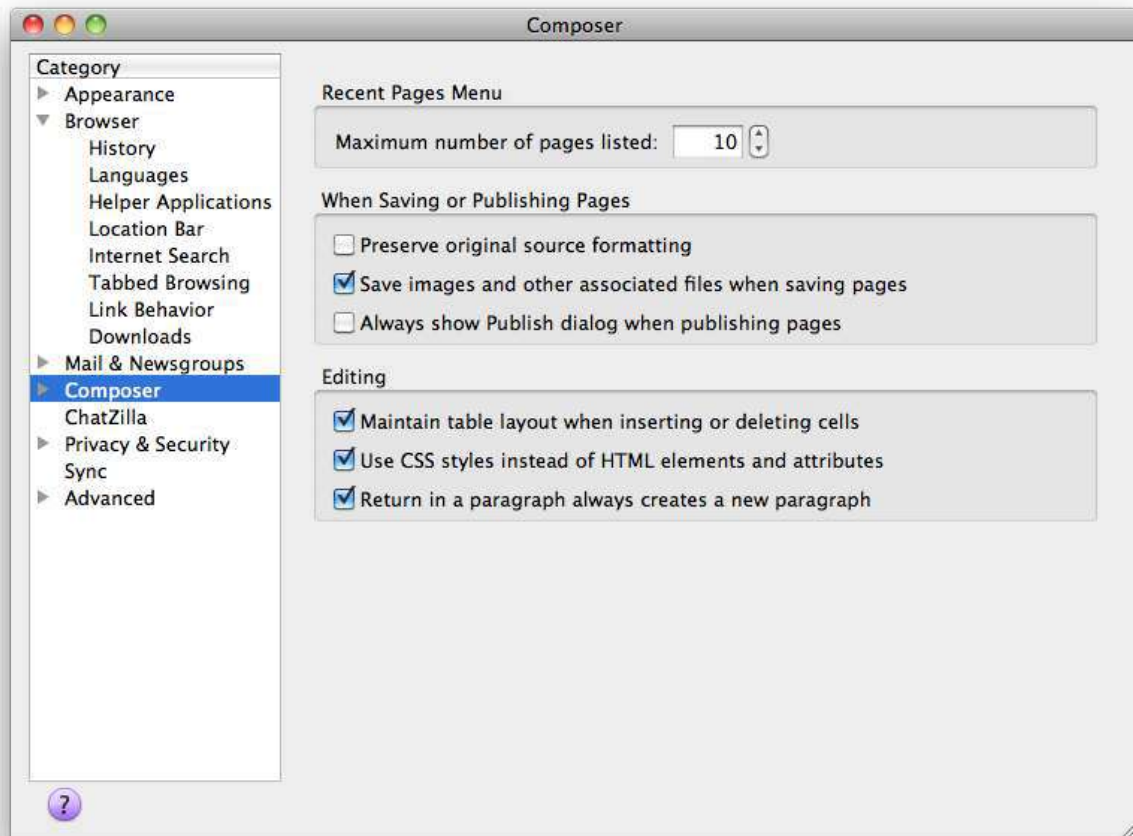 Composer
Category
Appearance
Browser
History
Languages
Helper Applications
Location Bar
Internet Search
Tabbed Browsing
Link Behavior
Downloads
Mail & Newsgroups
Composer
ChatZilla
Privacy & Security
Sync
Advanced
Recent Pages Menu
Maximum number of pages listed: 10
When Saving or Publishing Pages
Preserve original source formatting
Save images and other associated files when saving pages
Always show Publish dialog when publishing pages
Editing
Maintain table layout when inserting or deleting cells
Use CSS styles instead of HTML elements and attributes
Return in a paragraph always creates a new paragraph
?